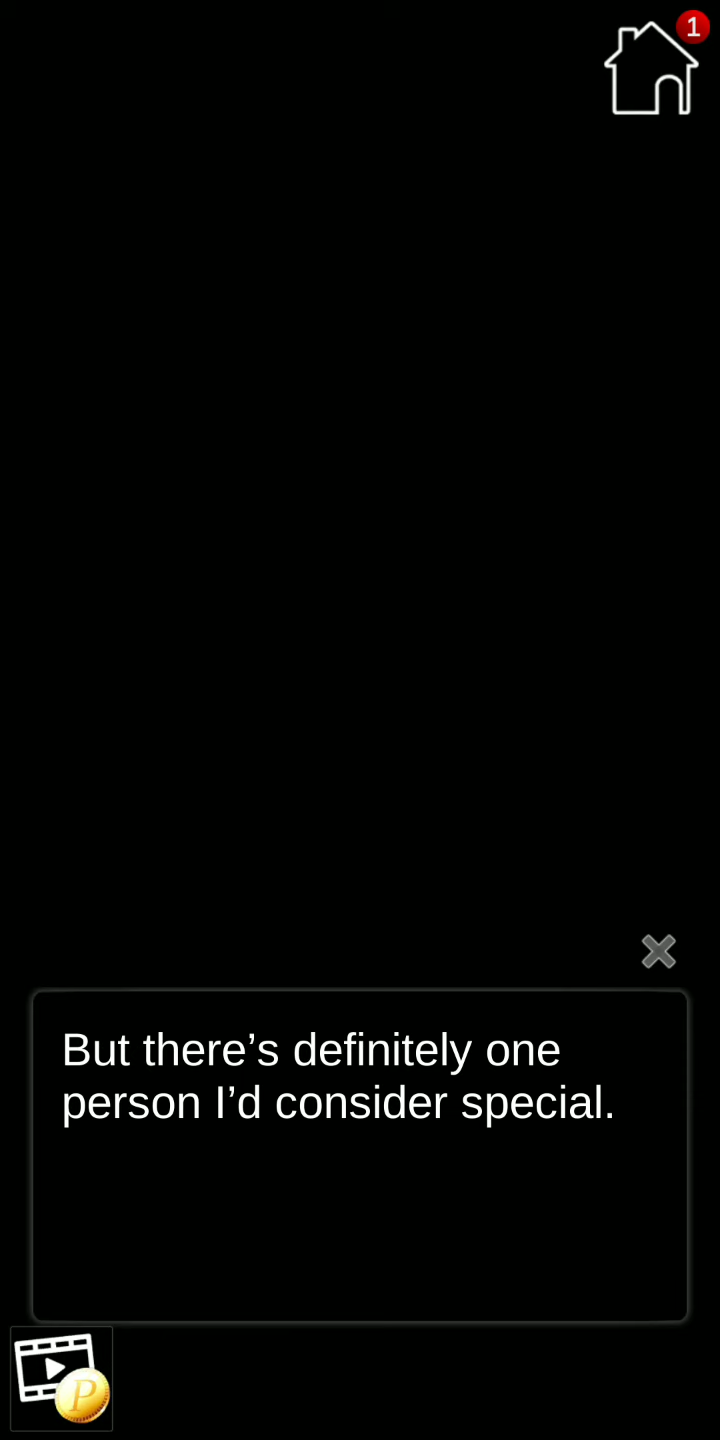 1
But there’s definitely one
person I’d consider special.
P